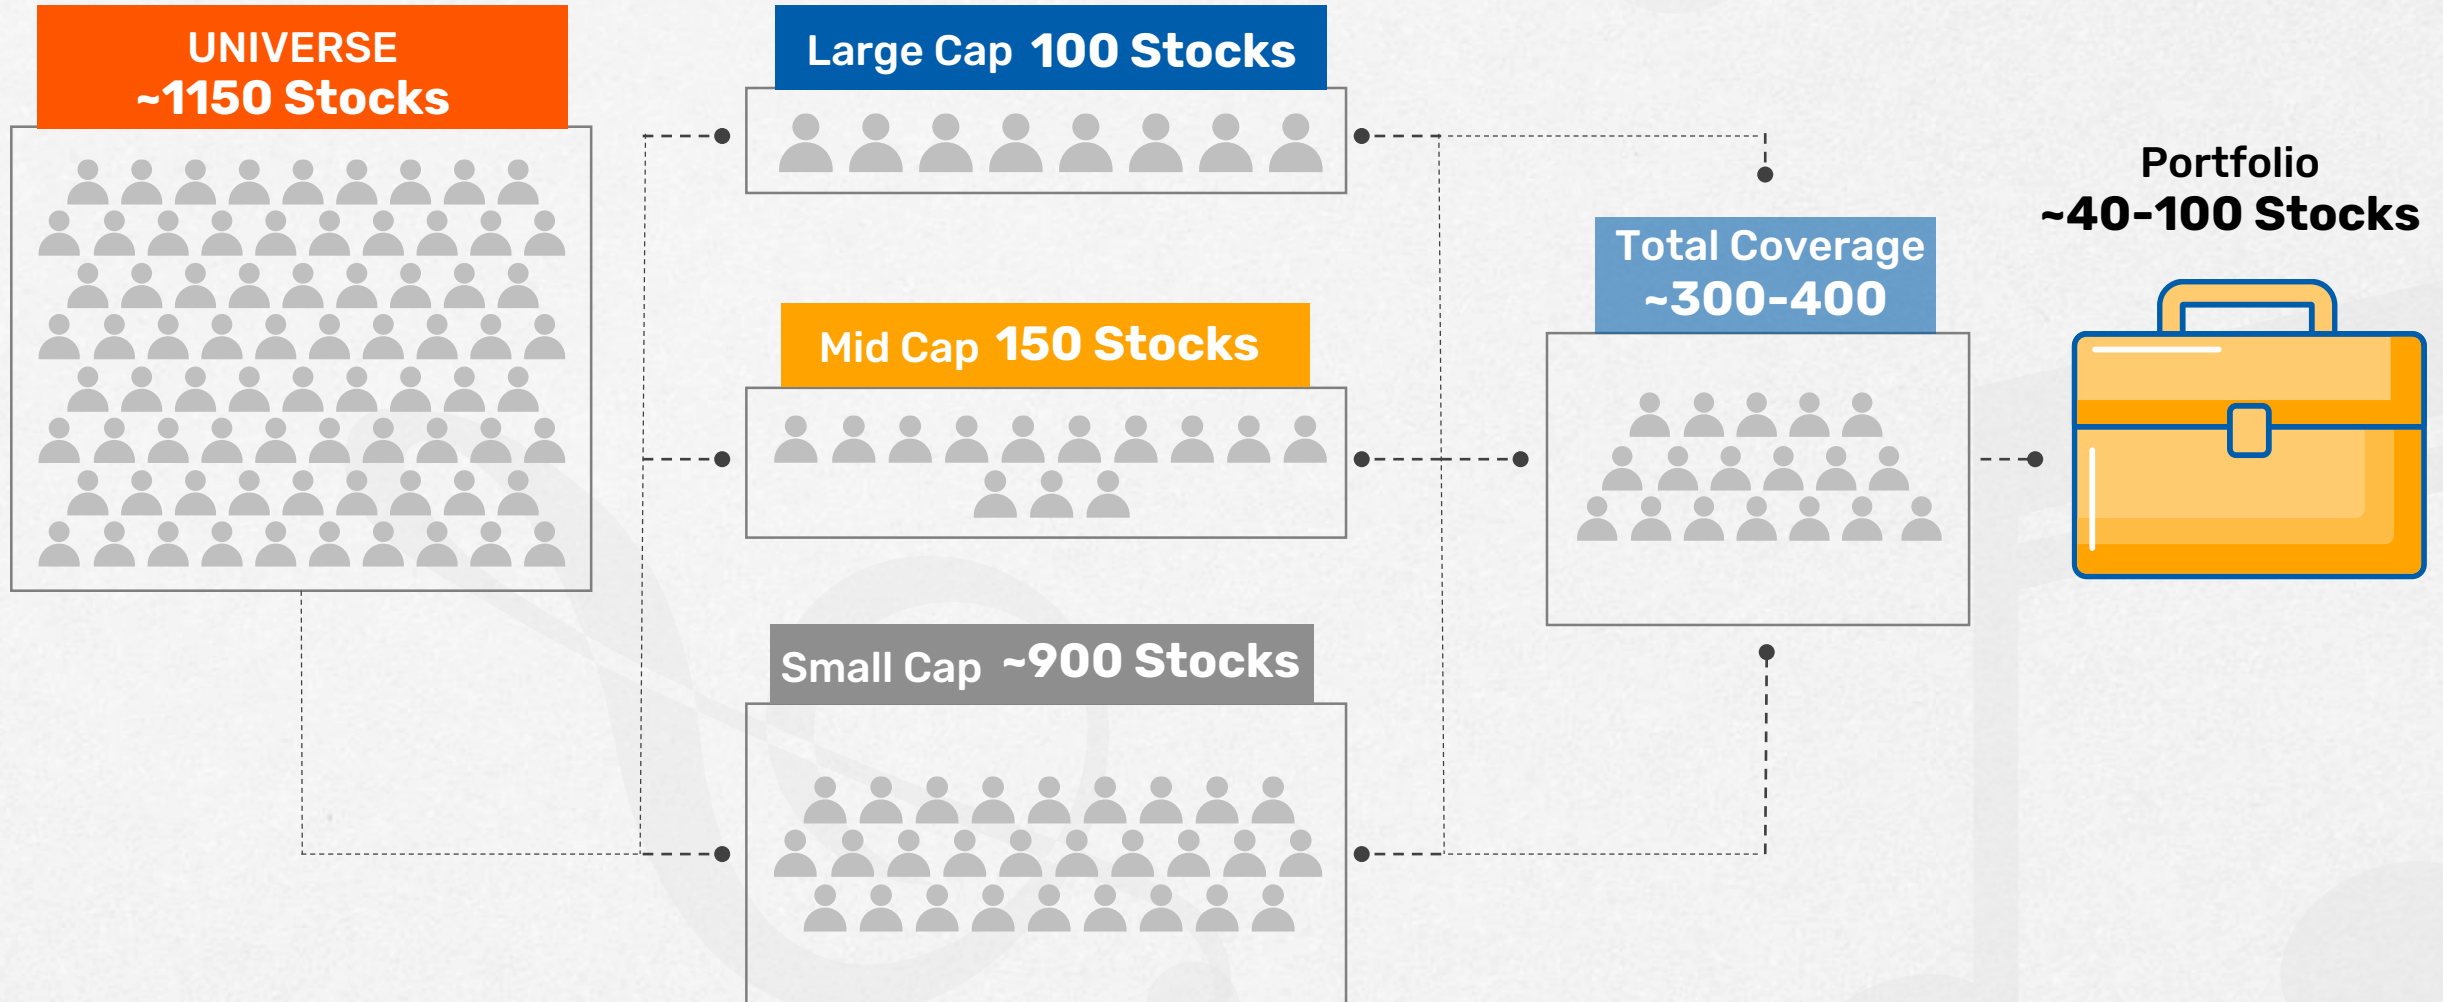 UNIVERSE
~1150 Stocks
Large Cap 100 Stocks
Mid Cap 150 Stocks
Small Cap ~900 Stocks
Total Coverage
~300-400
Portfolio
~40-100 Stocks